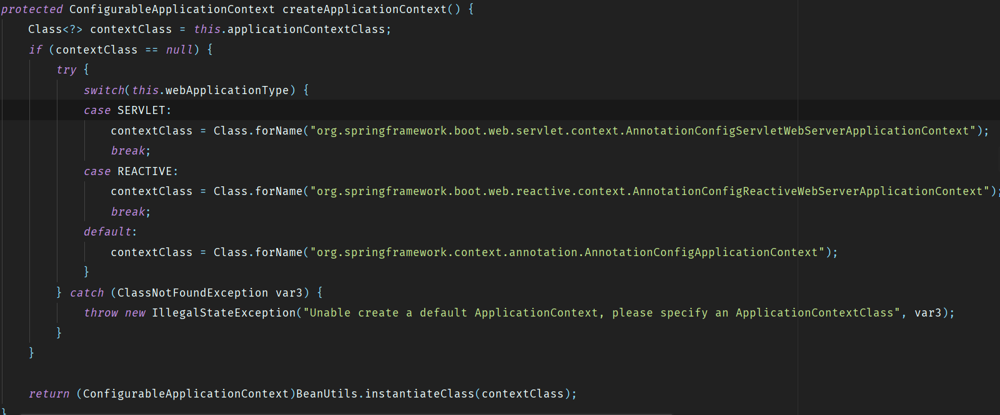 protected ConfigurableApplicationContext createApplicationContext() {
    Class<?> contextClass = this.applicationContextClass;
    if (contextClass == null) {
        try {
            switch(this.webApplicationType) {
            case SERVLET:
                contextClass = Class.forName("org.springframework.boot.web.servlet.context.AnnotationConfigServletWebServerApplicationContext");
                break;
            case REACTIVE:
                contextClass = Class.forName("org.springframework.boot.web.reactive.context.AnnotationConfigReactiveWebServerApplicationContext");
                break;
            default:
                contextClass = Class.forName("org.springframework.context.annotation.AnnotationConfigApplicationContext");
            }
        } catch (ClassNotFoundException var3) {
            throw new IllegalStateException("Unable create a default ApplicationContext, please specify an ApplicationContextClass", var3);
        }
    }

    return (ConfigurableApplicationContext)BeanUtils.instantiateClass(contextClass);
}